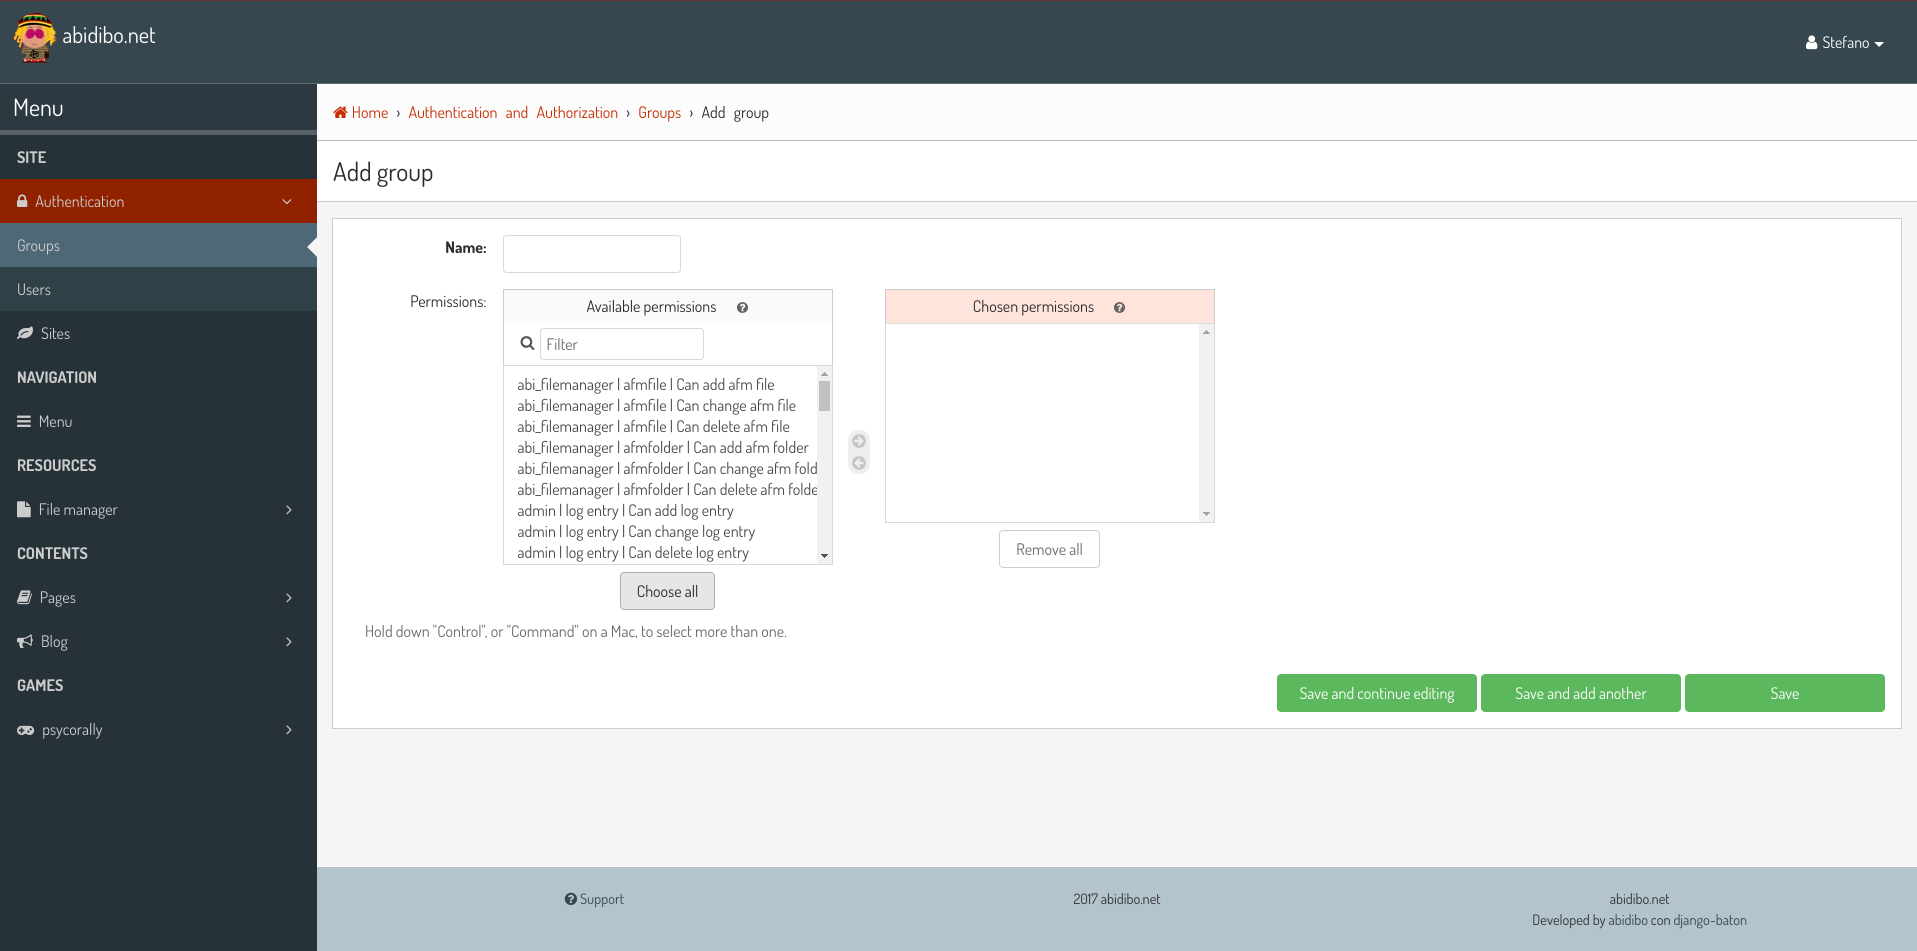 abidibo.net
Stefano
Menu
Home › Authentication and Authorization › Groups › Add group
SITE
Authentication
Groups
Users
Sites
NAVIGATION
Menu
RESOURCES
File manager
CONTENTS
Pages
Blog
GAMES
psycorally
Add group
Name:
Permissions:
Available permissions
Filter
abi_filemanager | afmfile | Can add afm file
abi_filemanager | afmfile | Can change afm file
abi_filemanager | afmfile | Can delete afm file
abi_filemanager | afmfolder | Can add afm folder
abi_filemanager | afmfolder | Can change afm fold
abi_filemanager | afmfolder | Can delete afm folde
admin | log entry | Can add log entry
admin | log entry | Can change log entry
admin | log entry | Can delete log entry
Choose all
Chosen permissions
Remove all
Hold down "Control", or "Command" on a Mac, to select more than one.
Save and continue editing
Save and add another
Save
Support
2017 abidibo.net
abidibo.net
Developed by abidibo con django-baton